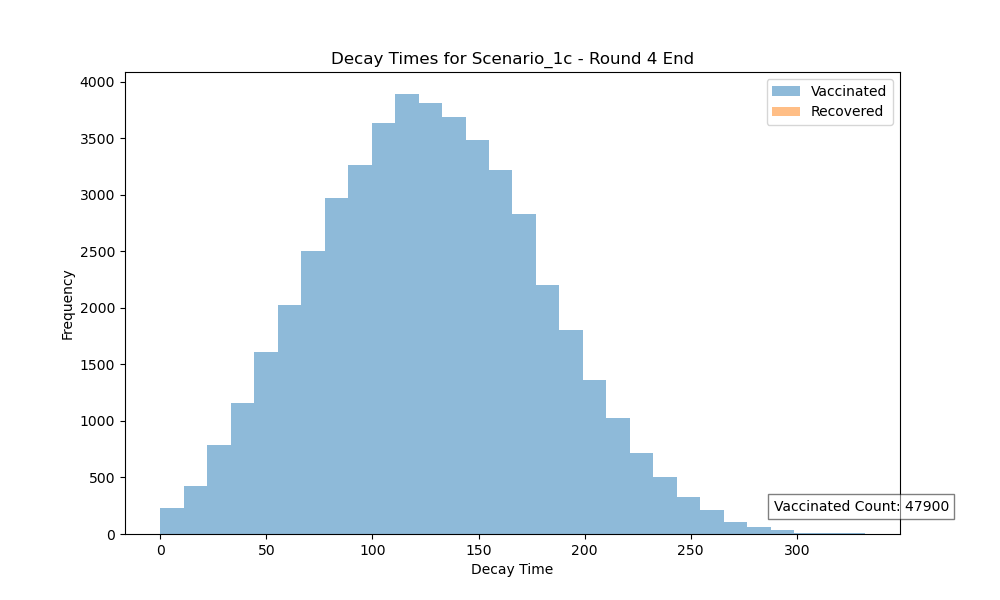 Decay Times for Scenario_1c - Round 4 End
Vaccinated
Recovered
4000
3500
3000
2500
2000
1500
1000
500
0
Frequency
Vaccinated Count: 47900
0
50
100
150
200
250
300
Decay Time